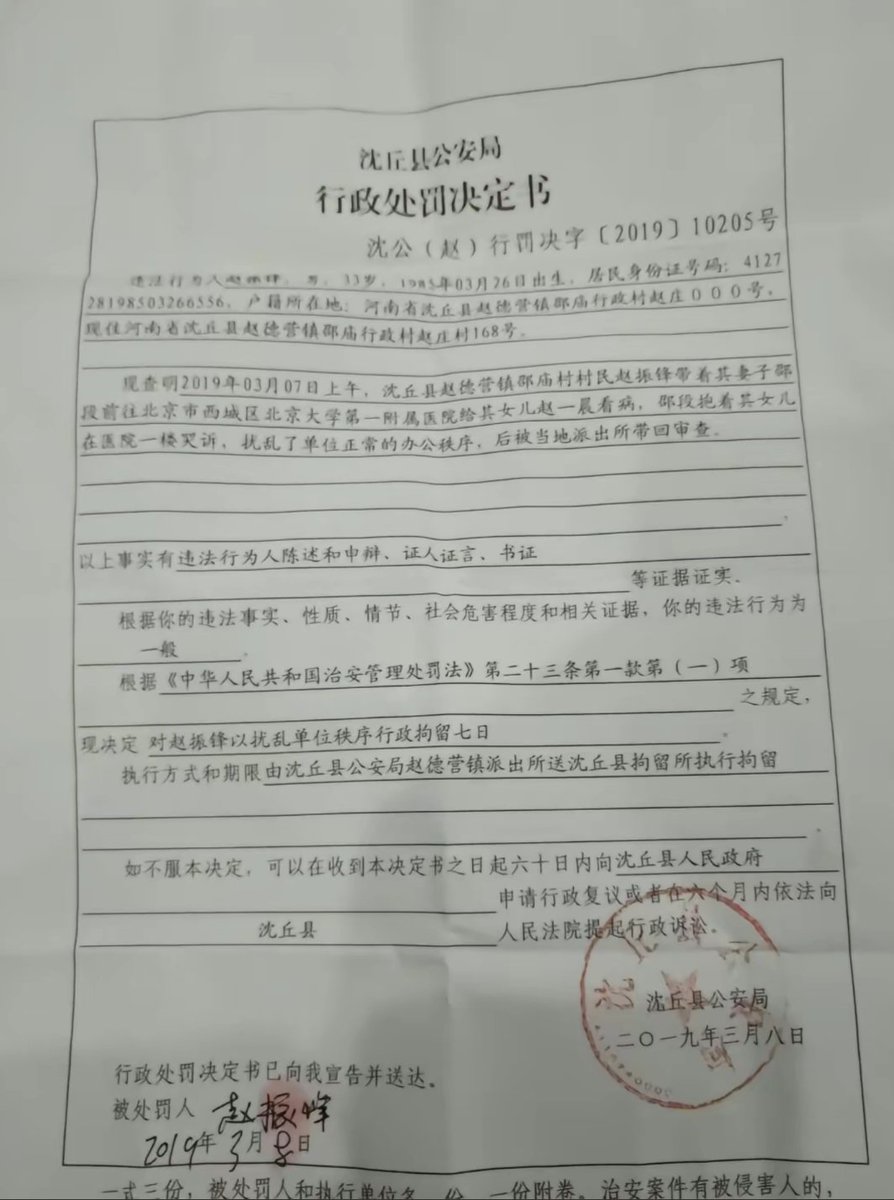 沈丘县公安局
行政处罚决定书
沈公（赵）行罚决字〔2019〕10205号
违法行为人赵振锋，男，33岁，1985年03月26日出生，居民身份证号码：4127
28198503266556，户籍所在地：河南省沈丘县赵德营镇邵庙行政村赵庄000号，
现住河南省沈丘县赵德营镇邵庙行政村赵庄村168号。
现查明2019年03月07日上午，沈丘县赵德营镇邵庙村村民赵振锋带着其妻子邵
段前往北京市西城区北京大学第一附属医院给其女儿赵一晨看病，邵段抱着其女儿
在医院一楼哭诉，扰乱了单位正常的办公秩序，后被当地派出所带回审查。
以上事实有违法行为人陈述和申辩、证人证言、书证
等证据证实。
根据你的违法事实、性质、情节、社会危害程度和相关证据，你的违法行为为
一般。
根据《中华人民共和国治安管理处罚法》第二十三条第一款第（一）项
之规定，
现决定 对赵振锋以扰乱单位秩序行政拘留七日。
执行方式和期限由沈丘县公安局赵德营镇派出所送沈丘县拘留所执行拘留
。
如不服本决定，可以在收到本决定书之日起六十日内向沈丘县人民政府
申请行政复议或者在六个月内依法向
沈丘县 人民法院提起行政诉讼。
沈丘县公安局
二〇一九年三月八日
行政处罚决定书已向我宣告并送达。
被处罚人 赵振锋
2019年3月8日
一式三份，被处罚人和执行单位各一份，一份附卷。治安案件有被侵害人的，